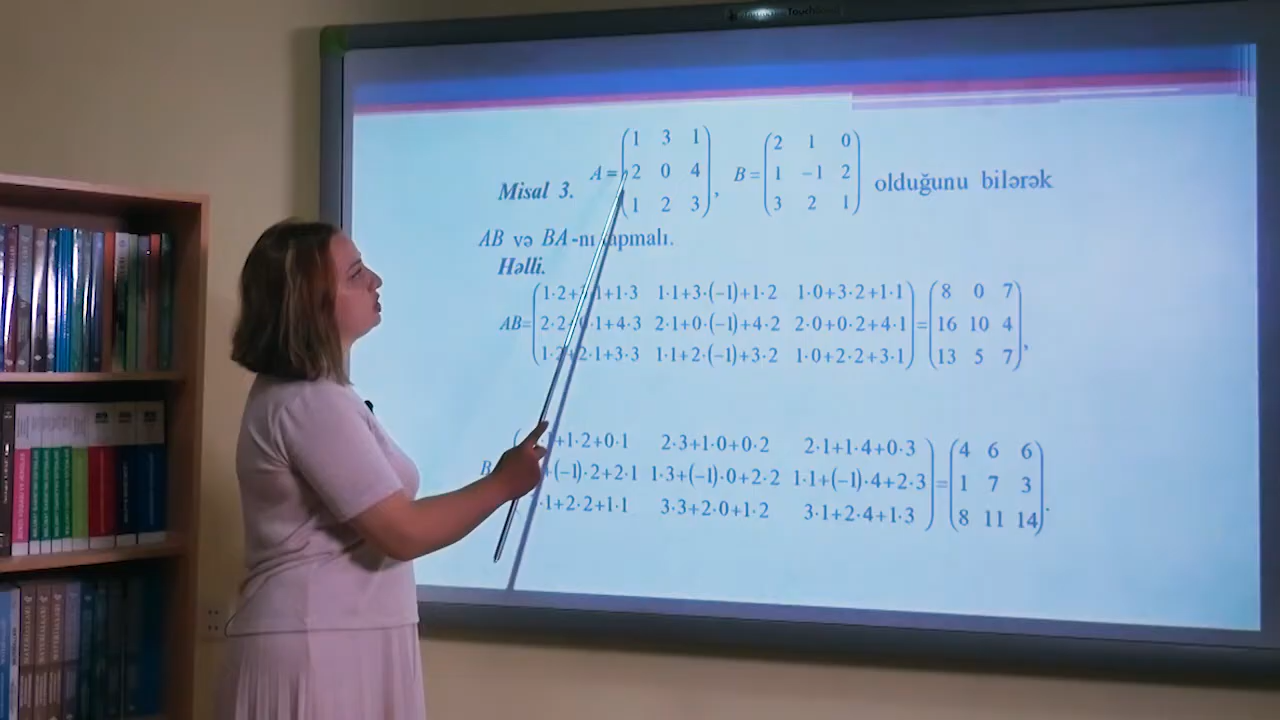 Misal 3. A = (1 3 1; 2 0 4; 1 2 3), B = (2 1 0; 1 −1 2; 3 2 1) olduğunu bilərək
AB və BA-nı apmalı.
Həlli.
1·2+ 1+1·3 1·1+3·(−1)+1·2 1·0+3·2+1·1 8 0 7
AB= 2·2+ ·1+4·3 2·1+0·(−1)+4·2 2·0+0·2+4·1 = 16 10 4
1·2+2·1+3·3 1·1+2·(−1)+3·2 1·0+2·2+3·1 13 5 7 ,
+1·2+0·1 2·3+1·0+0·2 2·1+1·4+0·3 4 6 6
B +(−1)·2+2·1 1·3+(−1)·0+2·2 1·1+(−1)·4+2·3 = 1 7 3 .
·1+2·2+1·1 3·3+2·0+1·2 3·1+2·4+1·3 8 11 14